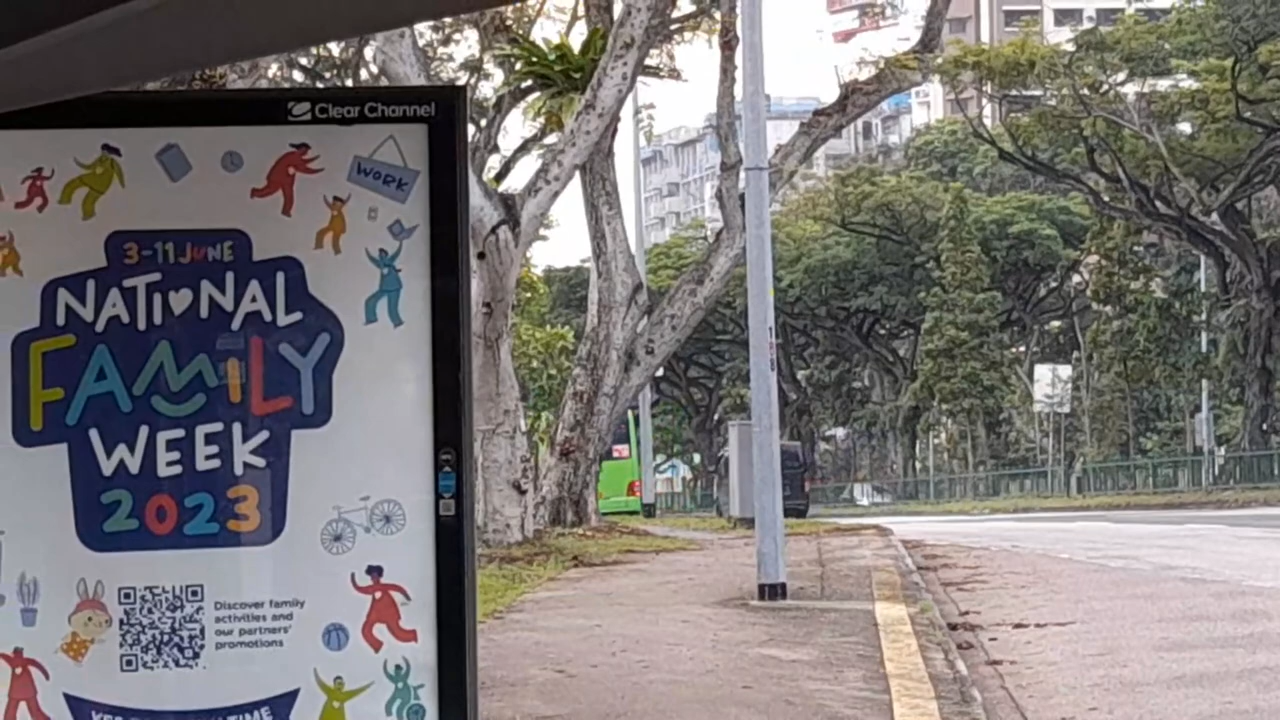 Clear Channel
WORK
3-11 JUNE
NATIONAL
FAMILY
WEEK
2023
Discover family
activities and
our partners'
promotions